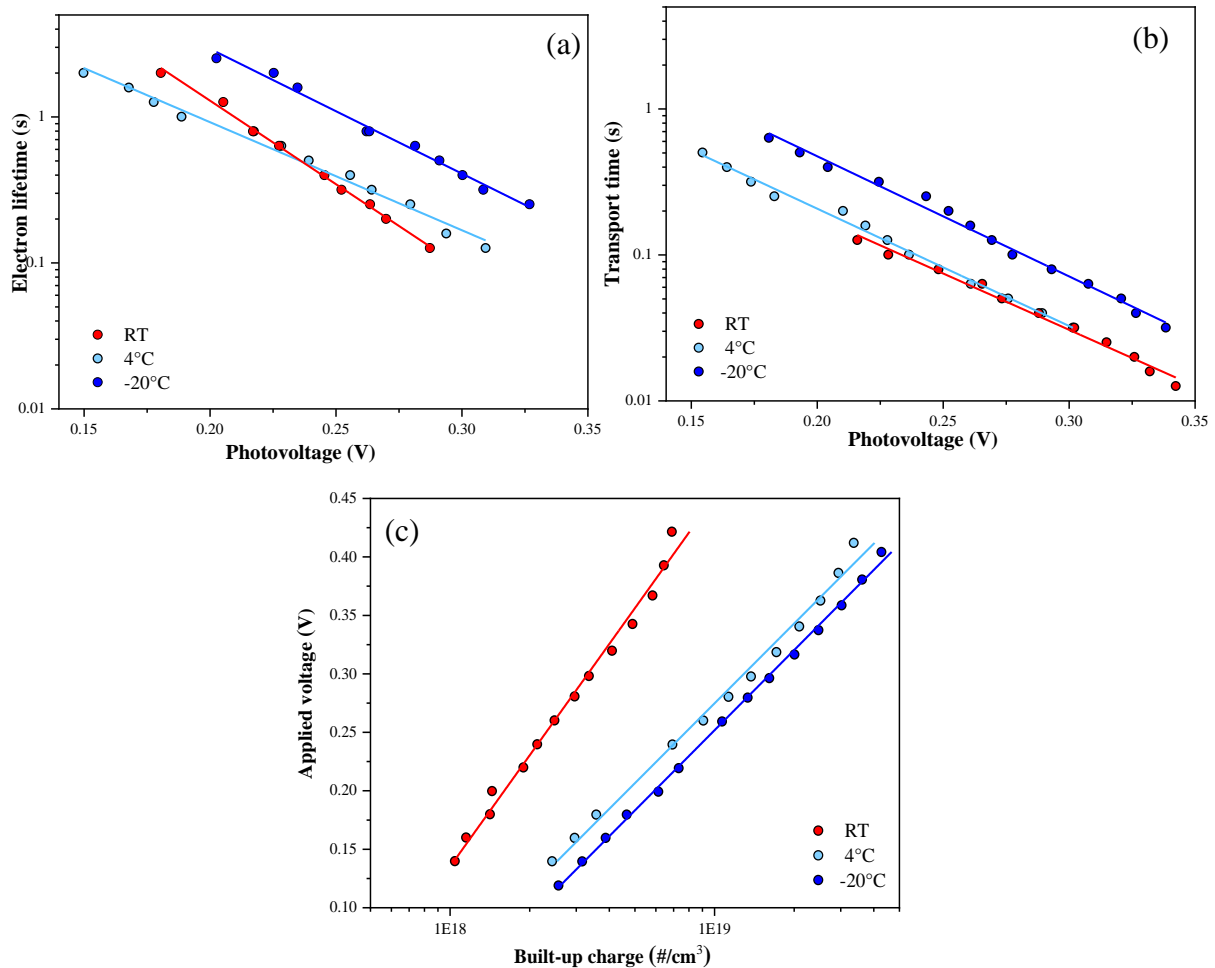 (a)
Electron lifetime (s)
1
0.1
0.01
RT
4°C
-20°C
0.15 0.20 0.25 0.30 0.35
Photovoltage (V)
(b)
Transport time (s)
1
0.1
0.01
RT
4°C
-20°C
0.15 0.20 0.25 0.30 0.35
Photovoltage (V)
(c)
Applied voltage (V)
0.45
0.40
0.35
0.30
0.25
0.20
0.15
0.10
RT
4°C
-20°C
1E18 1E19
Built-up charge (#/cm³)